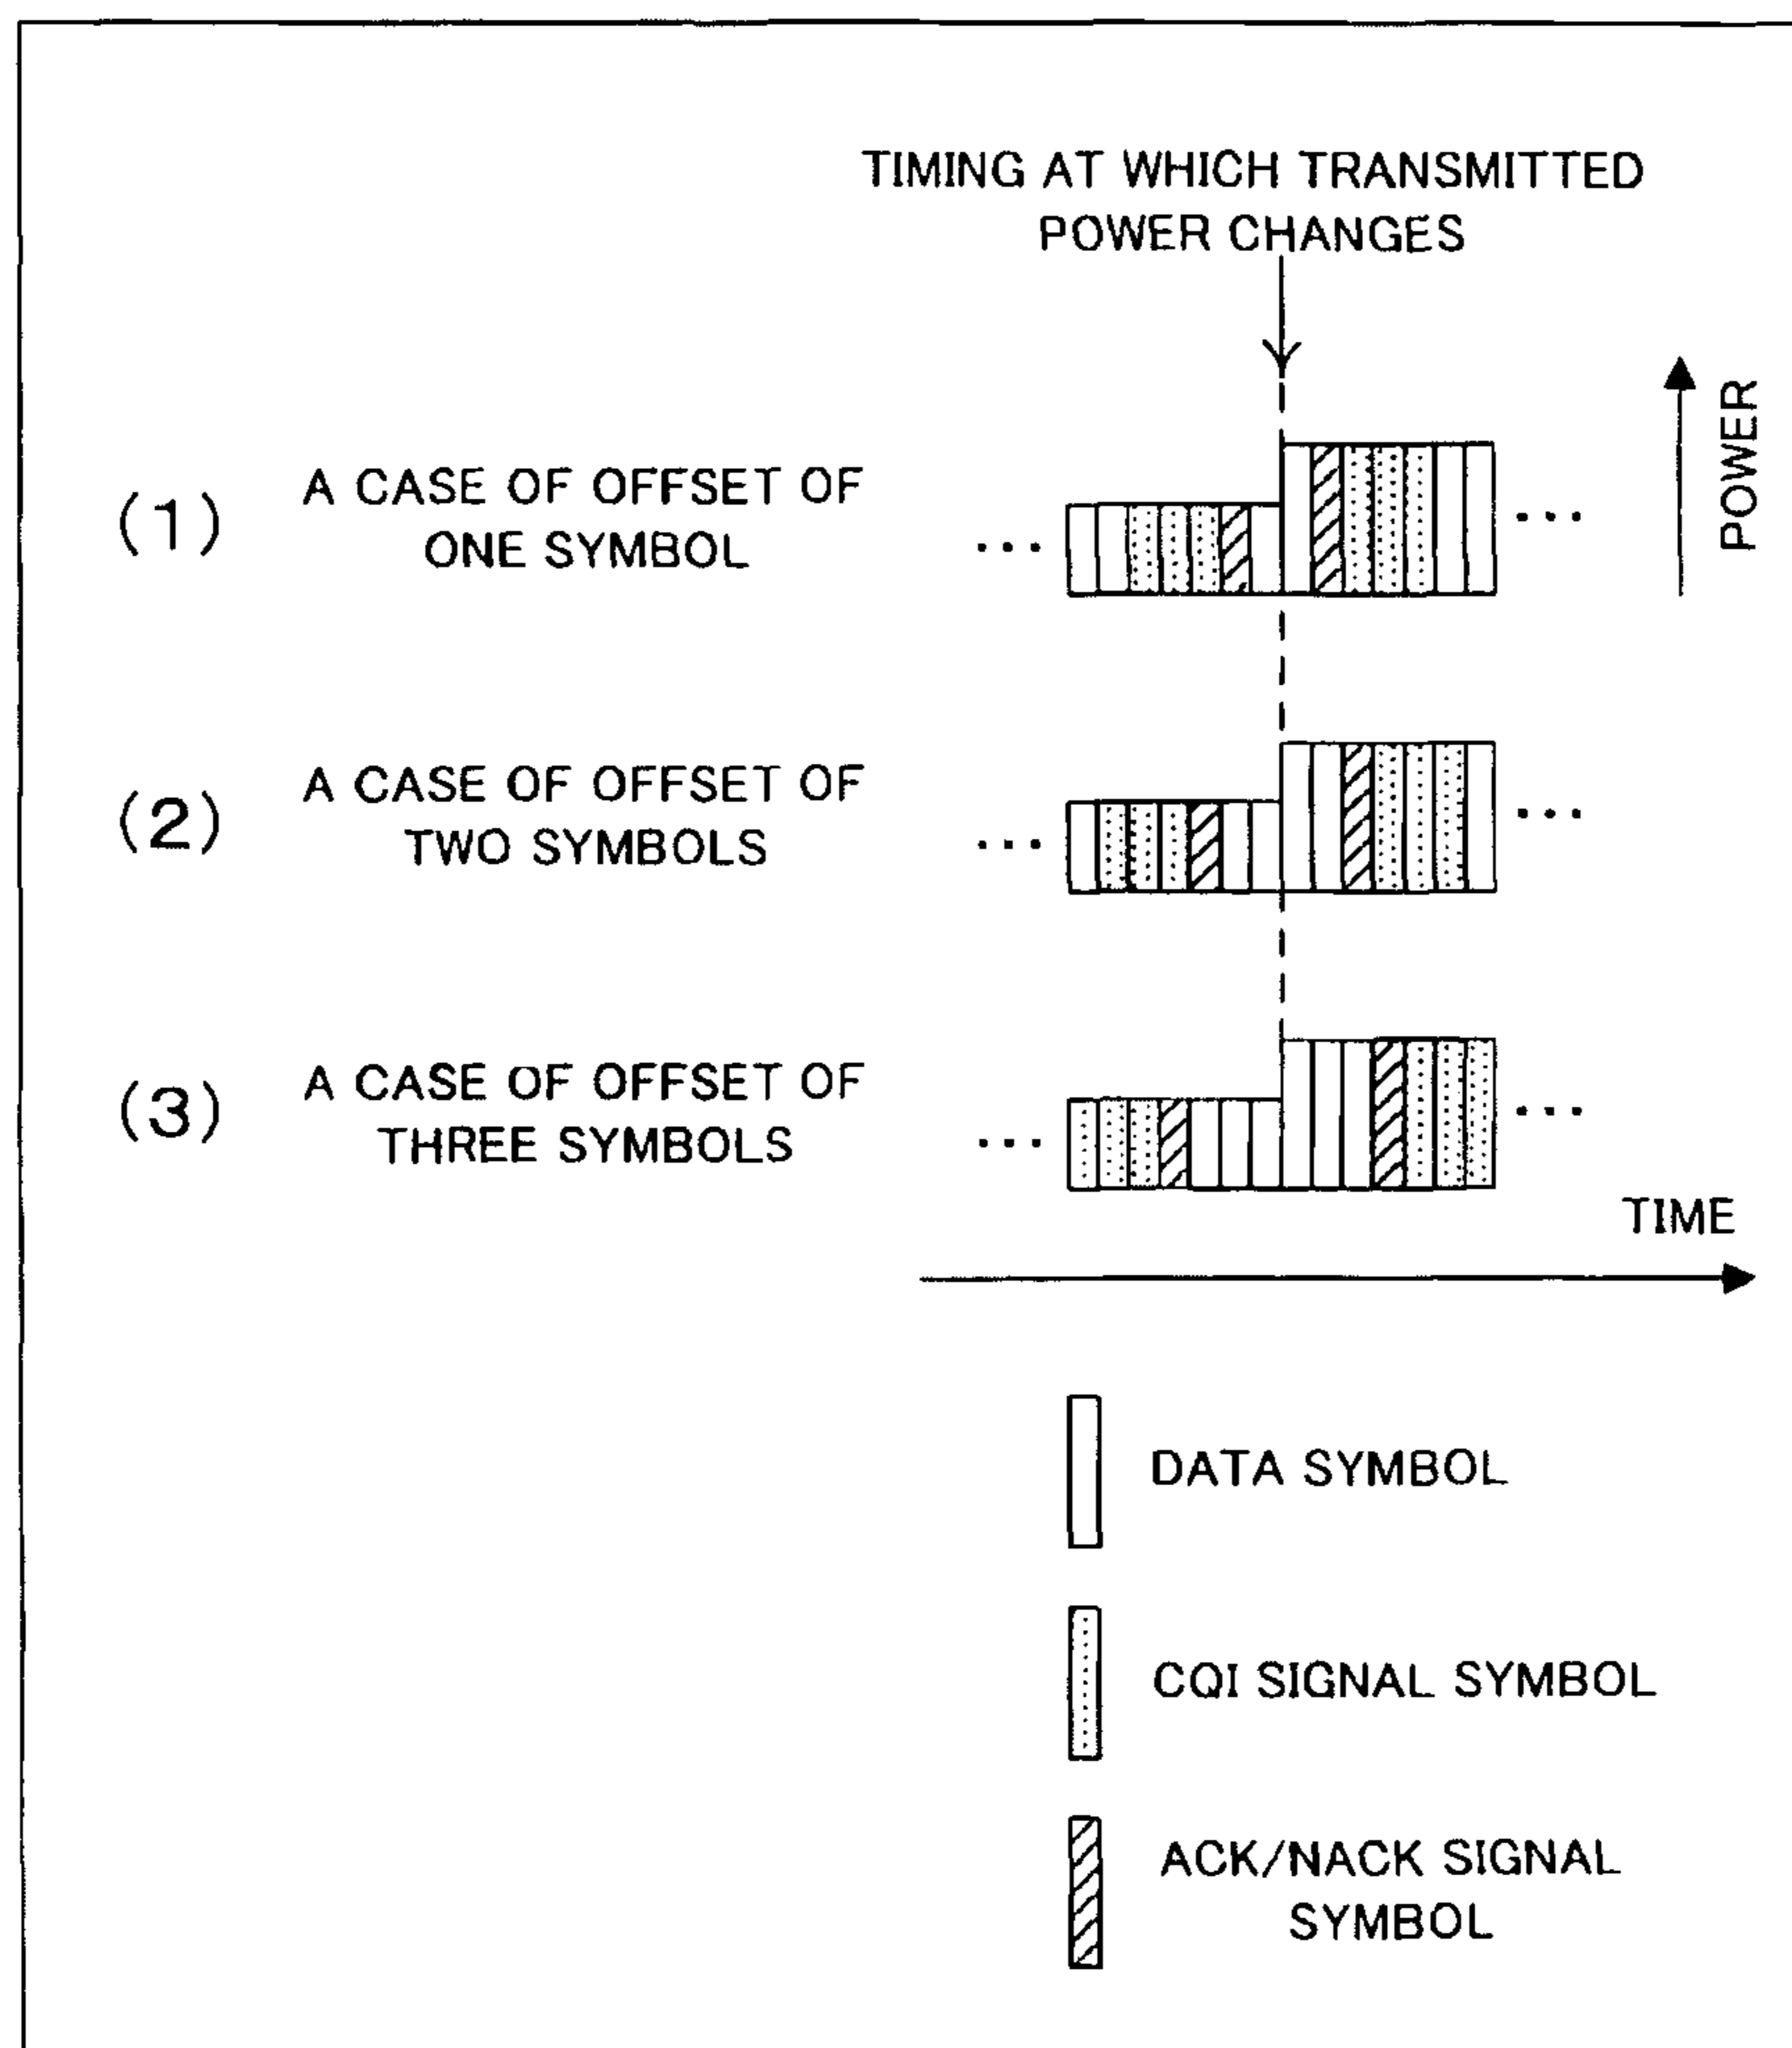 TIMING AT WHICH TRANSMITTED
POWER CHANGES
POWER
(1)
A CASE OF OFFSET OF
ONE SYMBOL
...
...
(2)
A CASE OF OFFSET OF
TWO SYMBOLS
...
...
(3)
A CASE OF OFFSET OF
THREE SYMBOLS
...
...
TIME
DATA SYMBOL
CQI SIGNAL SYMBOL
ACK/NACK SIGNAL
SYMBOL